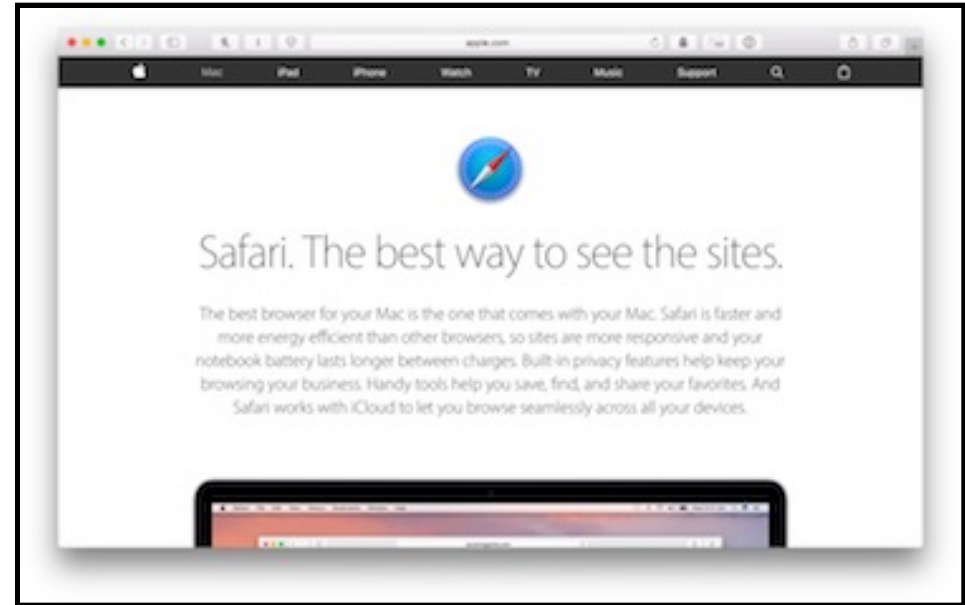 apple.com
Mac iPad iPhone Watch TV Music Support
Safari. The best way to see the sites.
The best browser for your Mac is the one that comes with your Mac. Safari is faster and
more energy efficient than other browsers, so sites are more responsive and your
notebook battery lasts longer between charges. Built-in privacy features help keep your
browsing your business. Handy tools help you save, find, and share your favorites. And
Safari works with iCloud to let you browse seamlessly across all your devices.